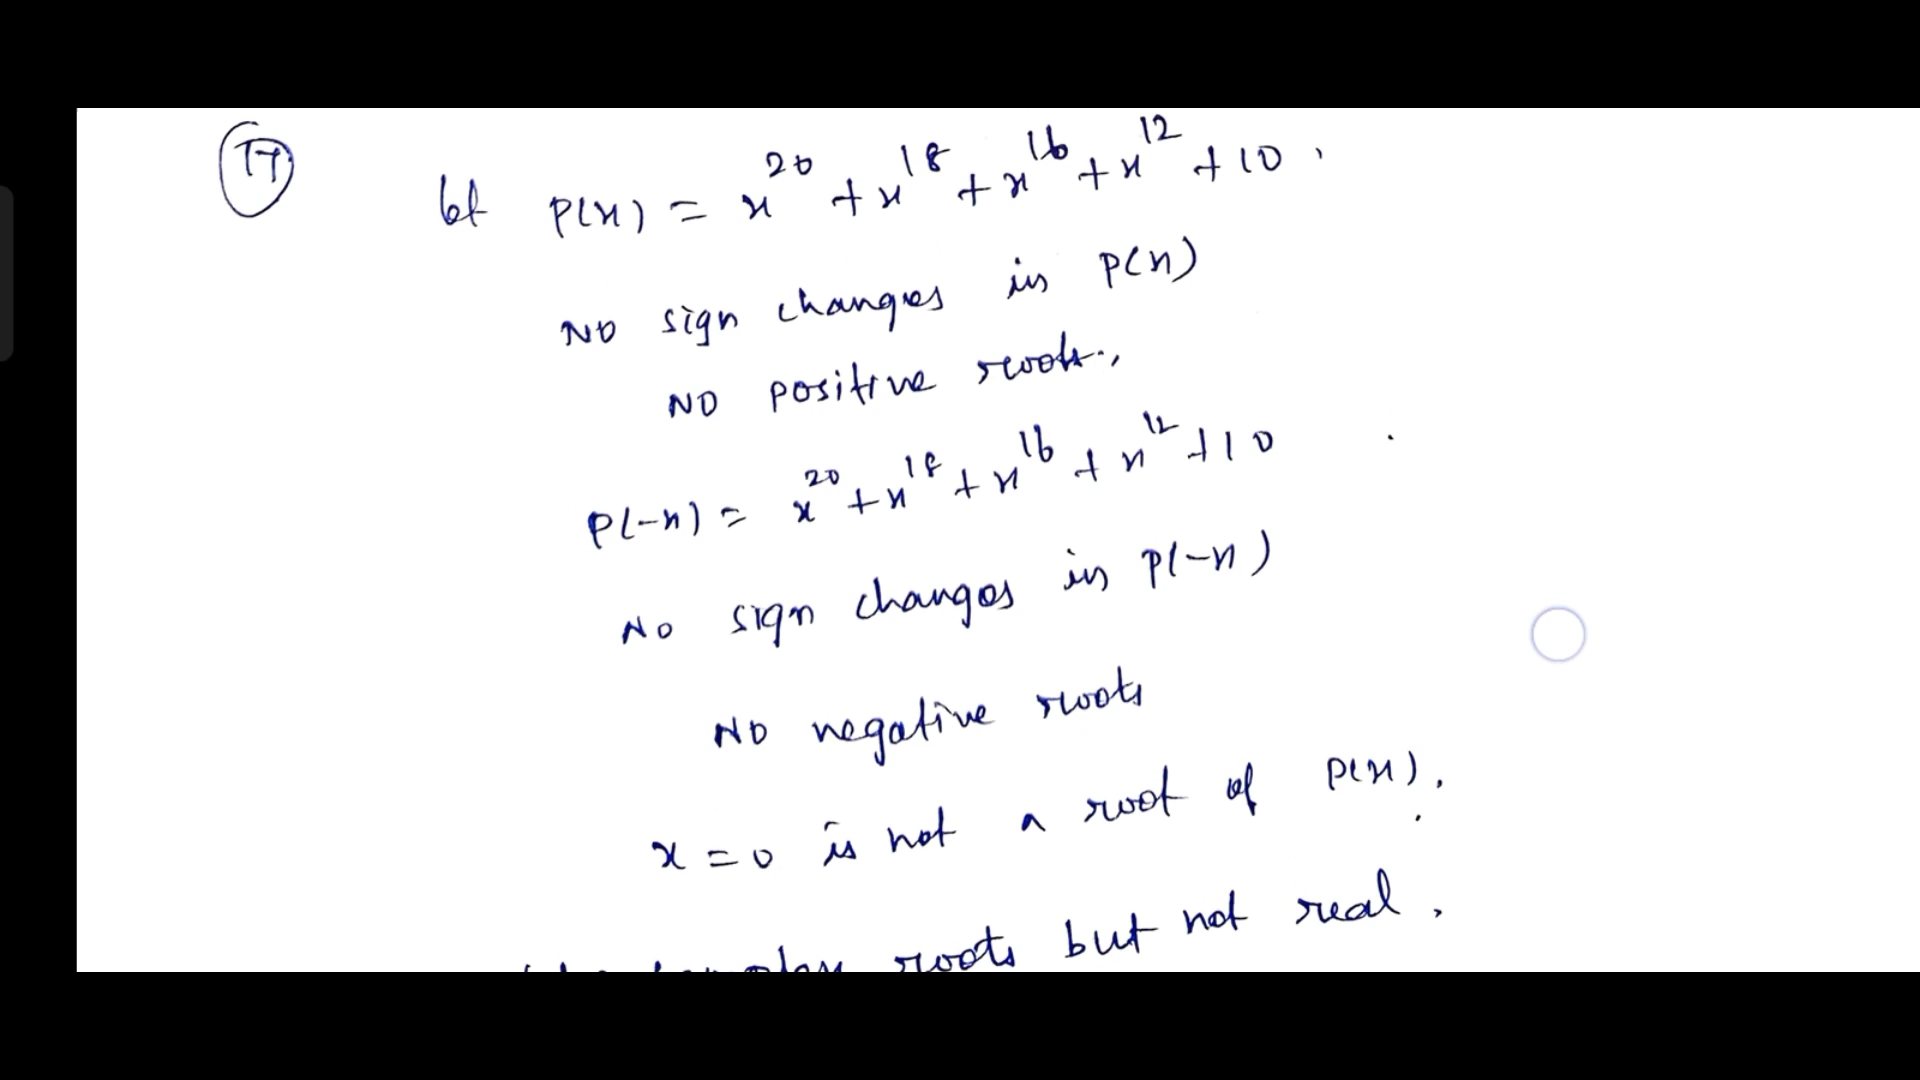 17
let P(x) = x^20 + x^18 + x^16 + x^12 + 10,
NO sign changes in P(x)
NO positive roots.,
P(-x) = x^20 + x^18 + x^16 + x^12 + 10
No sign changes in P(-x)
NO negative roots
x = 0 is not a root of P(x).
roots but not real.